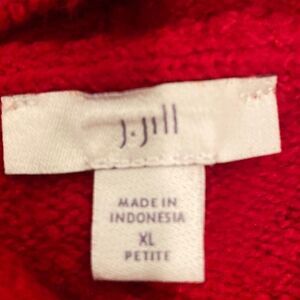 J.Jill
MADE IN
INDONESIA
XL
PETITE